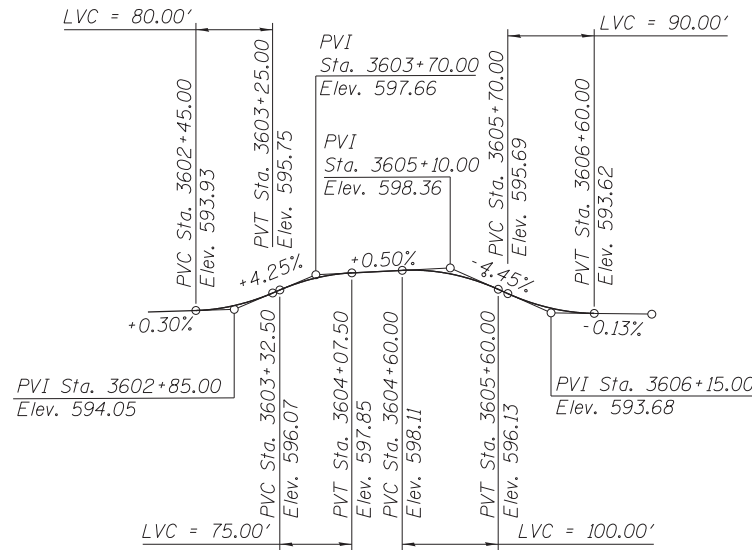 LVC = 80.00'
LVC = 90.00'
PVI
Sta. 3603+70.00
Elev. 597.66
PVI
Sta. 3605+10.00
Elev. 598.36
PVC Sta. 3602+45.00
Elev. 593.93
PVT Sta. 3603+25.00
Elev. 595.75
PVC Sta. 3605+70.00
Elev. 595.69
PVT Sta. 3606+60.00
Elev. 593.62
+0.30%
+4.25%
+0.50%
-4.45%
-0.13%
PVI Sta. 3602+85.00
Elev. 594.05
PVI Sta. 3606+15.00
Elev. 593.68
PVC Sta. 3603+32.50
Elev. 596.07
PVT Sta. 3604+07.50
Elev. 597.85
PVC Sta. 3604+60.00
Elev. 598.11
PVT Sta. 3605+60.00
Elev. 596.13
LVC = 75.00'
LVC = 100.00'